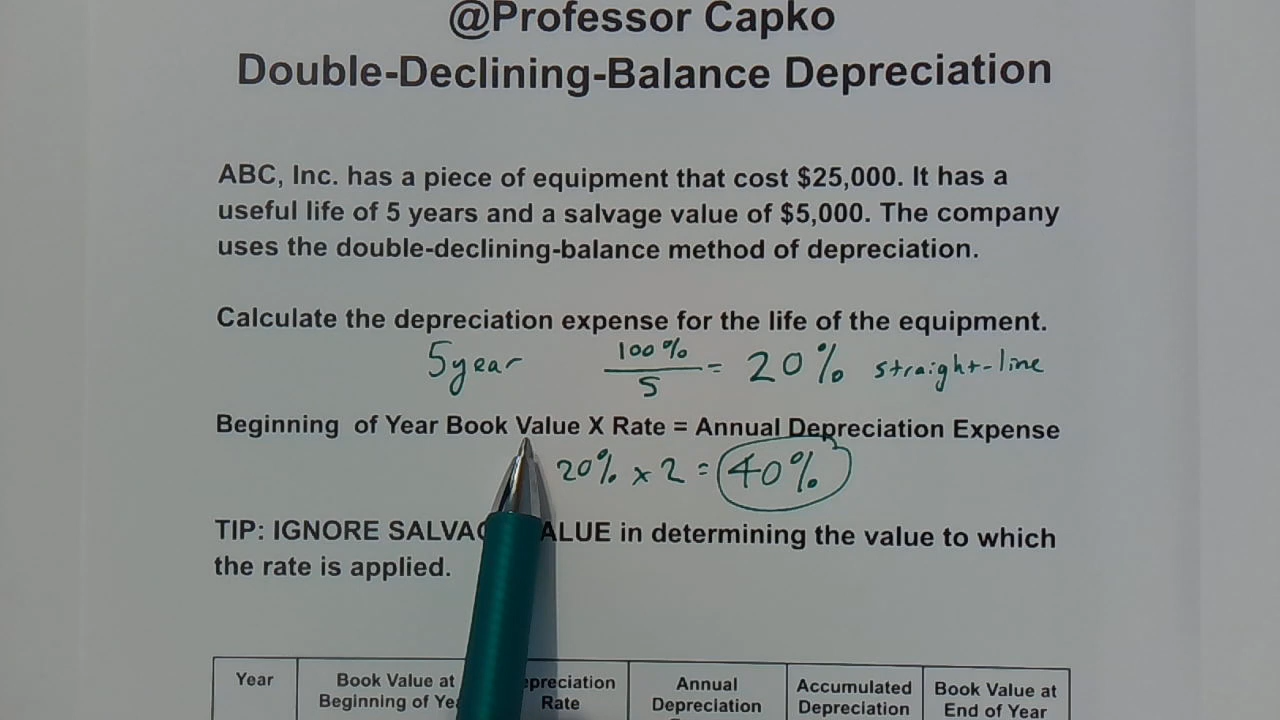 @Professor Capko
Double-Declining-Balance Depreciation
ABC, Inc. has a piece of equipment that cost $25,000. It has a
useful life of 5 years and a salvage value of $5,000. The company
uses the double-declining-balance method of depreciation.
Calculate the depreciation expense for the life of the equipment.
5 year 100% / 5 = 20% straight-line
Beginning of Year Book Value X Rate = Annual Depreciation Expense
20% x 2 = 40%
TIP: IGNORE SALVAGE VALUE in determining the value to which
the rate is applied.
Year
Book Value at
Beginning of Year
Depreciation
Rate
Annual
Depreciation
Accumulated
Depreciation
Book Value at
End of Year